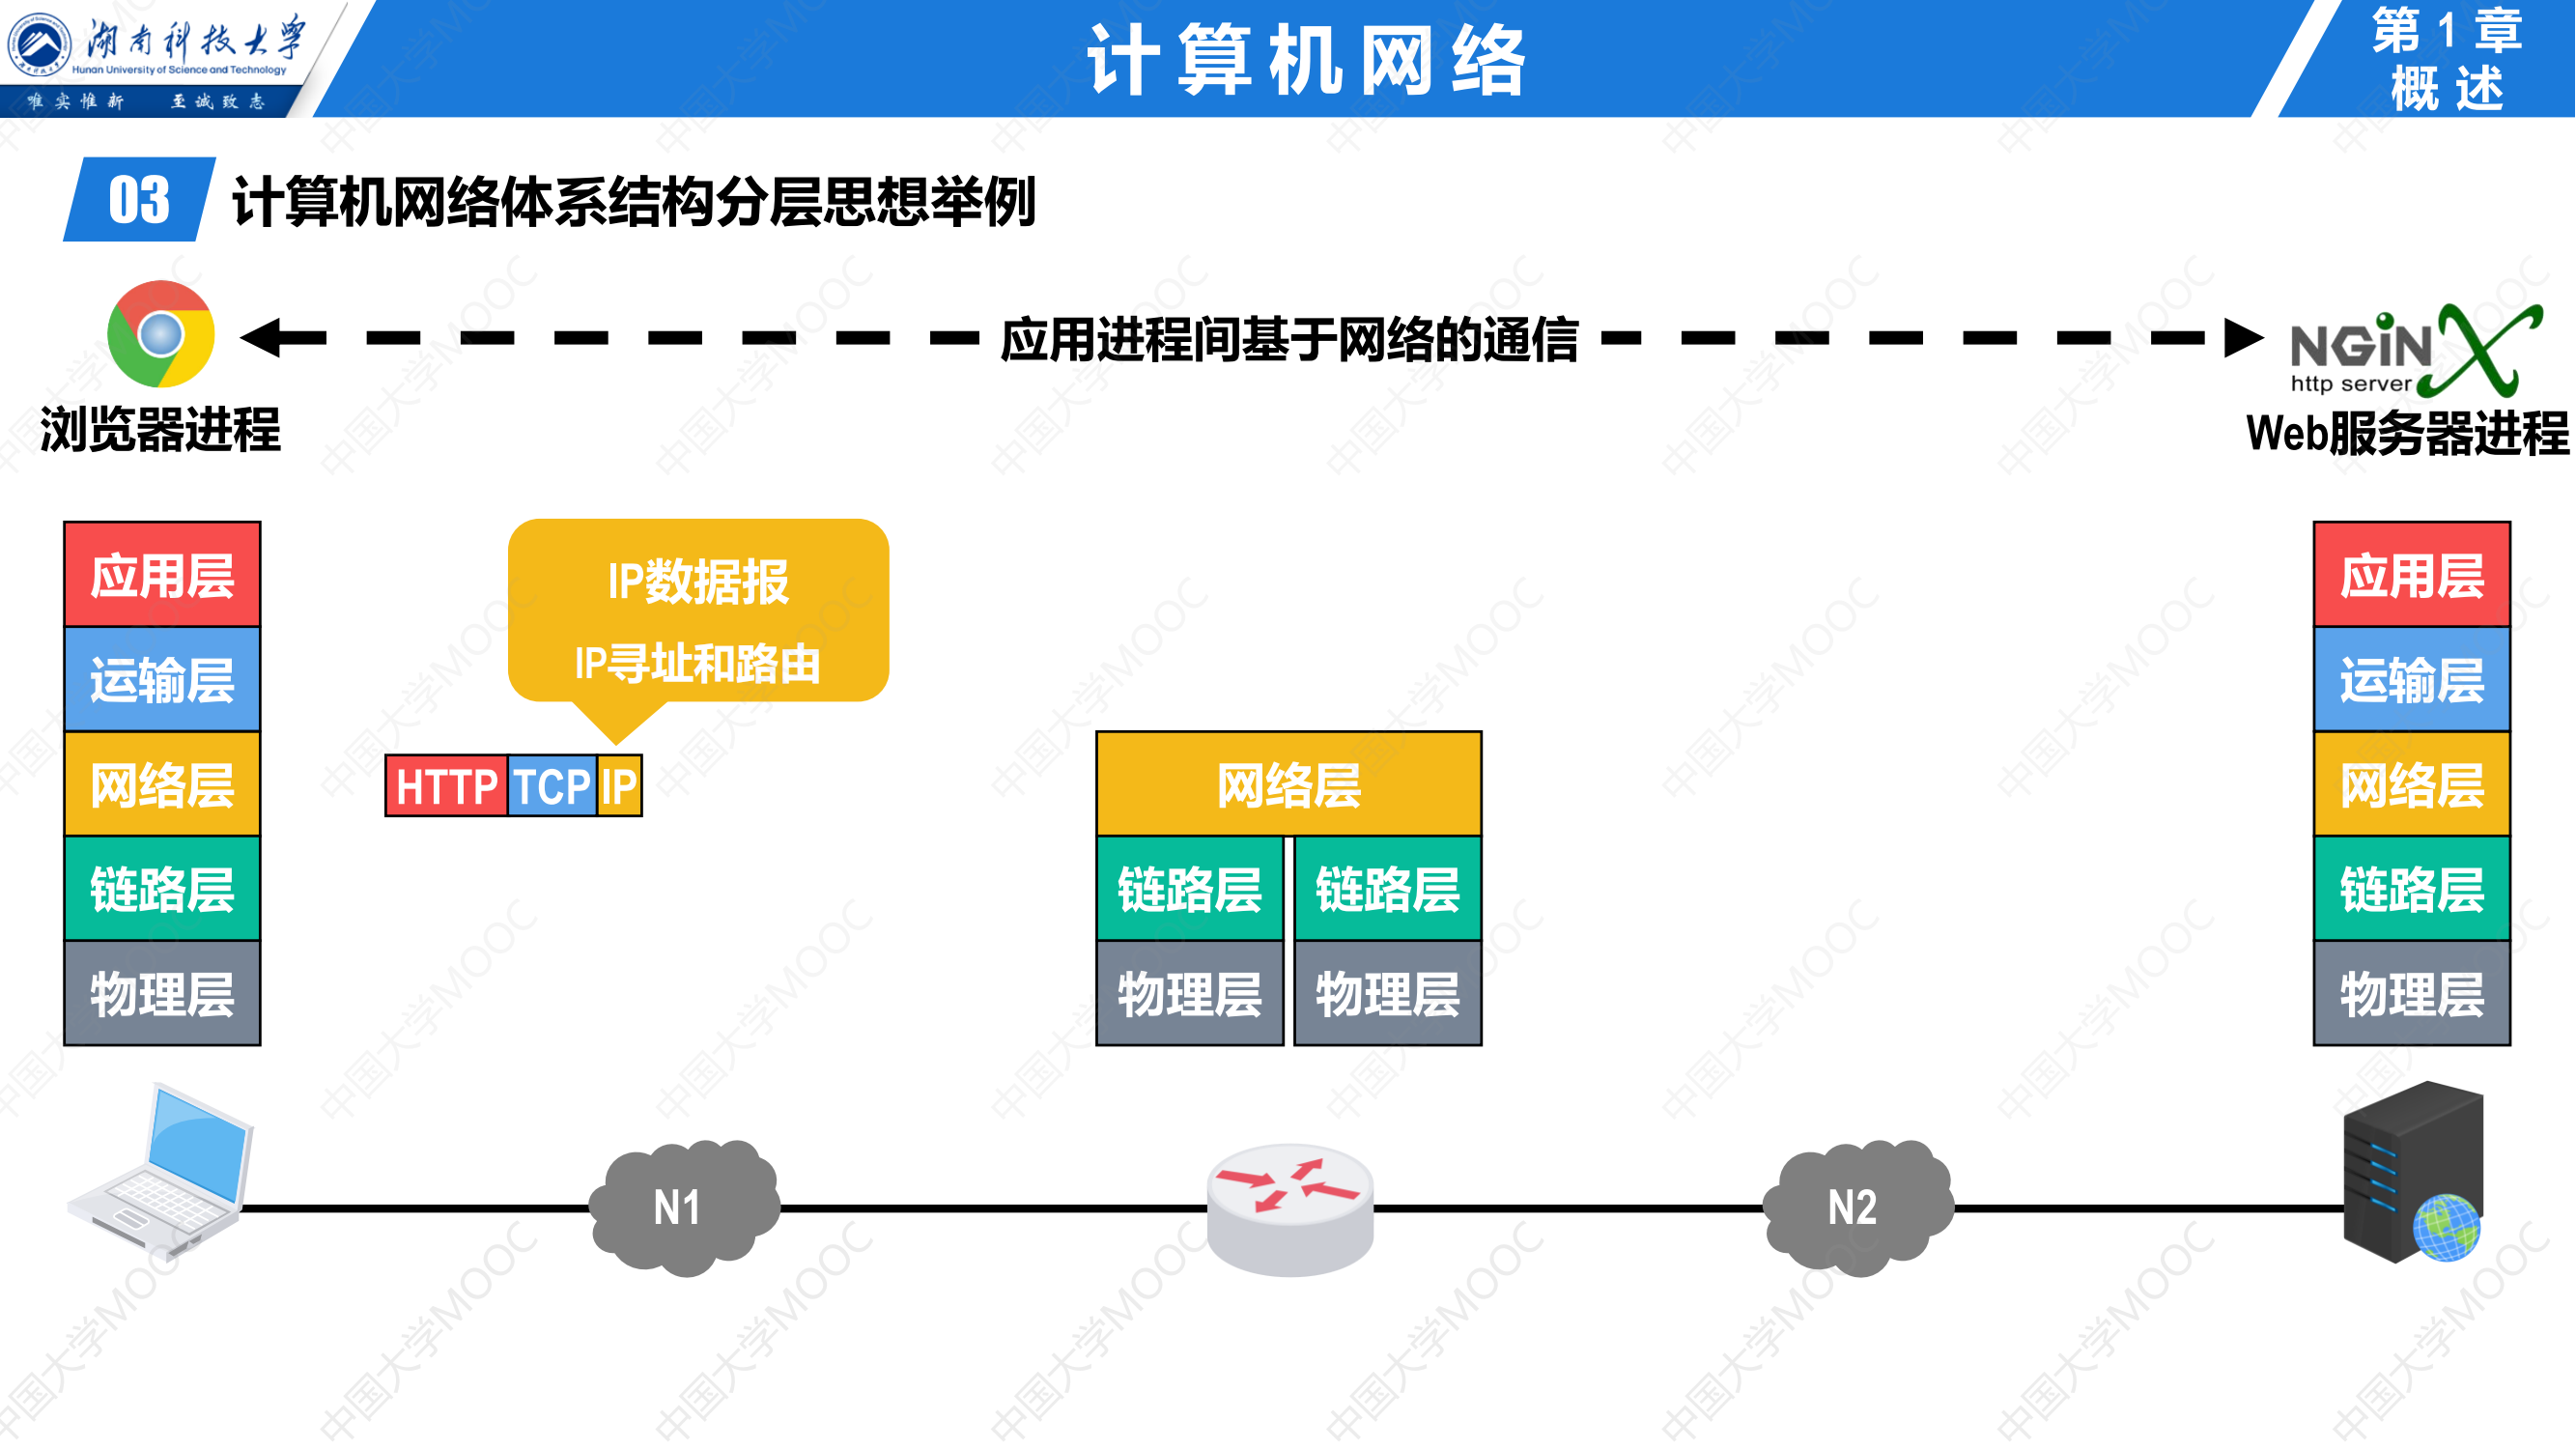 湖南科技大学
Hunan University of Science and Technology
唯实惟新 至诚致志
计算机网络
第1章
概述
03 计算机网络体系结构分层思想举例
应用进程间基于网络的通信
NGiNX
http server
浏览器进程
Web服务器进程
应用层
运输层
网络层
链路层
物理层
IP数据报
IP寻址和路由
HTTP TCP IP
网络层
链路层 链路层
物理层 物理层
应用层
运输层
网络层
链路层
物理层
N1
N2
中国大学MOOC